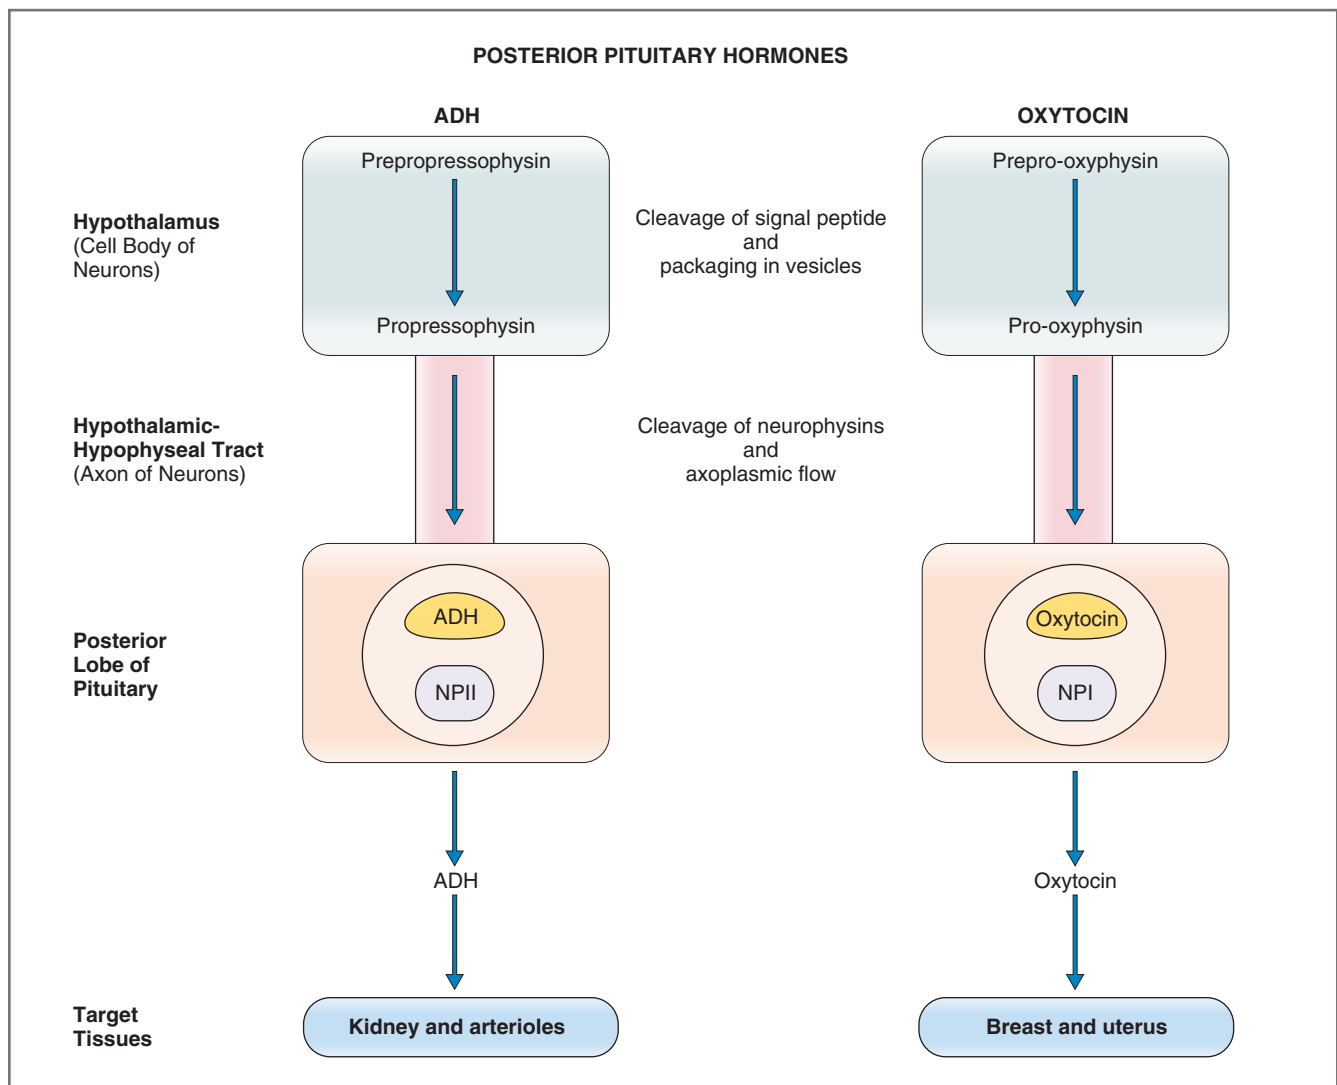 POSTERIOR PITUITARY HORMONES
ADH
OXYTOCIN
Prepropressophysin
Prepro-oxyphysin
Hypothalamus
(Cell Body of
Neurons)
Cleavage of signal peptide
and
packaging in vesicles
Propressophysin
Pro-oxyphysin
Hypothalamic-
Hypophyseal Tract
(Axon of Neurons)
Cleavage of neurophysins
and
axoplasmic flow
Posterior
Lobe of
Pituitary
ADH
NPII
Oxytocin
NPI
ADH
Oxytocin
Target
Tissues
Kidney and arterioles
Breast and uterus